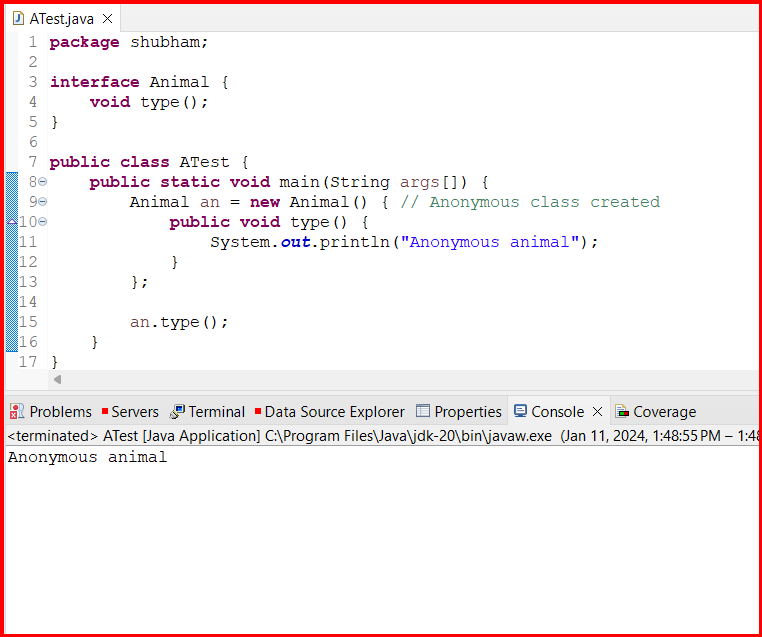 ATest.java
1 package shubham;
2
3 interface Animal {
4     void type();
5 }
6
7 public class ATest {
8     public static void main(String args[]) {
9         Animal an = new Animal() { // Anonymous class created
10             public void type() {
11                 System.out.println("Anonymous animal");
12             }
13         };
14
15         an.type();
16     }
17 }
Problems Servers Terminal Data Source Explorer Properties Console Coverage
<terminated> ATest [Java Application] C:\Program Files\Java\jdk-20\bin\javaw.exe (Jan 11, 2024, 1:48:55 PM – 1:48
Anonymous animal